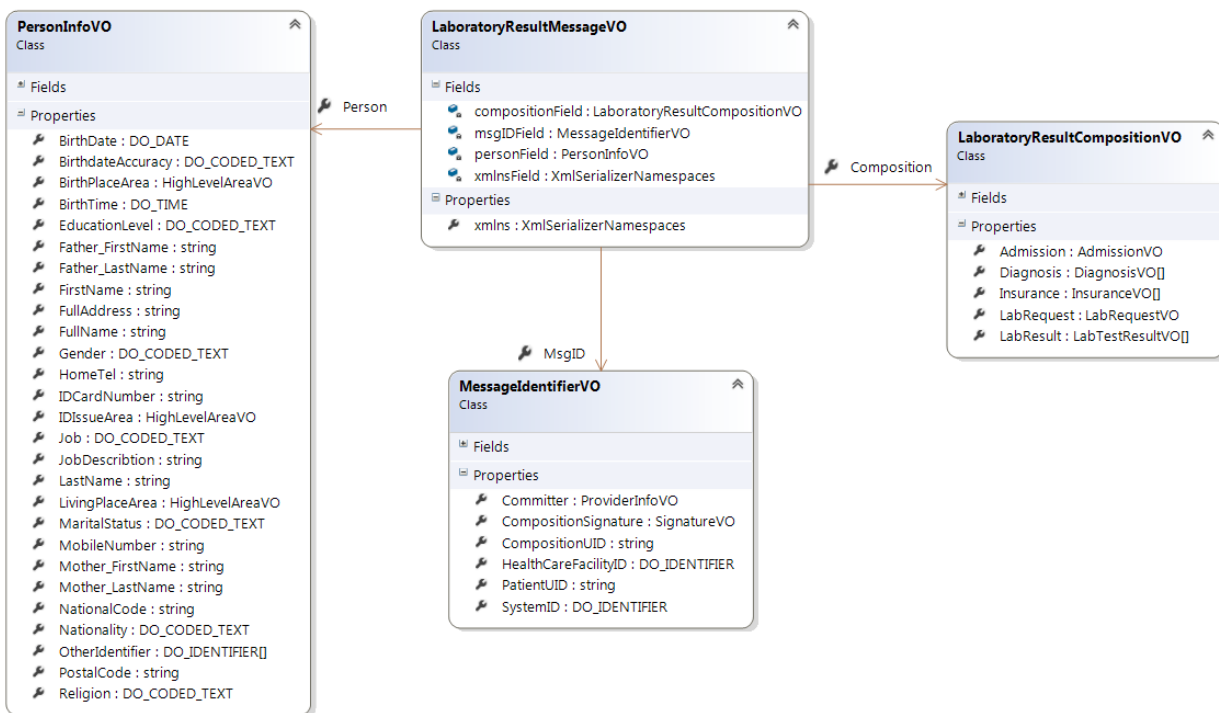 PersonInfoVO
Class
Fields
Properties
BirthDate : DO_DATE
BirthdateAccuracy : DO_CODED_TEXT
BirthPlaceArea : HighLevelAreaVO
BirthTime : DO_TIME
EducationLevel : DO_CODED_TEXT
Father_FirstName : string
Father_LastName : string
FirstName : string
FullAddress : string
FullName : string
Gender : DO_CODED_TEXT
HomeTel : string
IDCardNumber : string
IDIssueArea : HighLevelAreaVO
Job : DO_CODED_TEXT
JobDescribtion : string
LastName : string
LivingPlaceArea : HighLevelAreaVO
MaritalStatus : DO_CODED_TEXT
MobileNumber : string
Mother_FirstName : string
Mother_LastName : string
NationalCode : string
Nationality : DO_CODED_TEXT
OtherIdentifier : DO_IDENTIFIER[]
PostalCode : string
Religion : DO_CODED_TEXT
Person
LaboratoryResultMessageVO
Class
Fields
compositionField : LaboratoryResultCompositionVO
msgIDField : MessageIdentifierVO
personField : PersonInfoVO
xmlnsField : XmlSerializerNamespaces
Properties
xmlns : XmlSerializerNamespaces
Composition
LaboratoryResultCompositionVO
Class
Fields
Properties
Admission : AdmissionVO
Diagnosis : DiagnosisVO[]
Insurance : InsuranceVO[]
LabRequest : LabRequestVO
LabResult : LabTestResultVO[]
MsgID
MessageIdentifierVO
Class
Fields
Properties
Committer : ProviderInfoVO
CompositionSignature : SignatureVO
CompositionUID : string
HealthCareFacilityID : DO_IDENTIFIER
PatientUID : string
SystemID : DO_IDENTIFIER